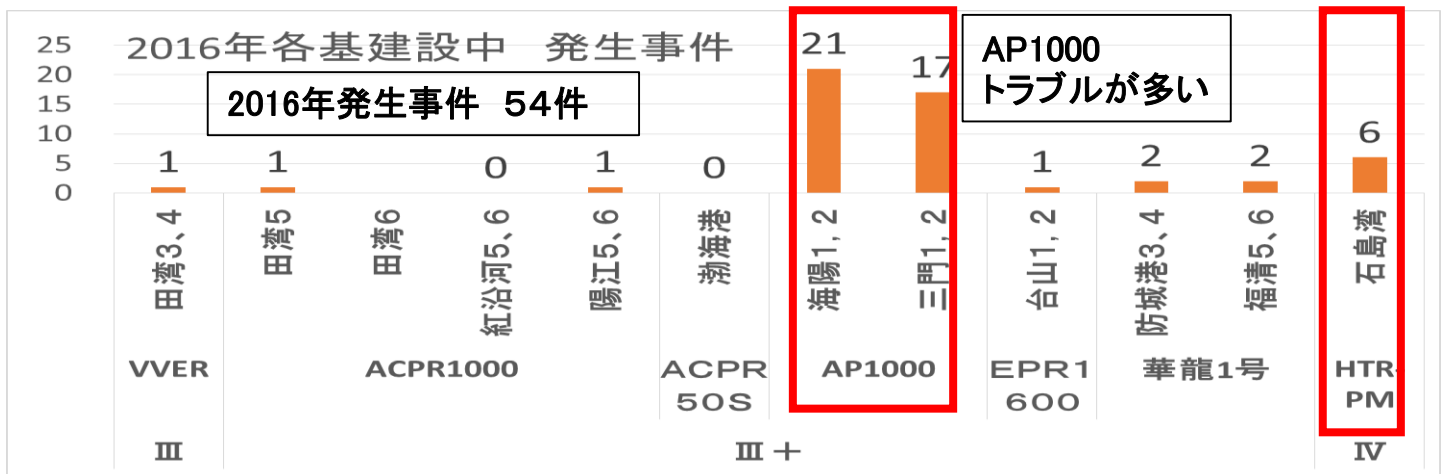 2016年各基建設中 発生事件
2016年発生事件 54件
AP1000
トラブルが多い
25
20
15
10
5
0
1
1
0
1
0
21
17
1
2
2
6
田湾3、4
田湾5
田湾6
紅沿河5、6
陽江5、6
渤海港
海陽1,2
三門1,2
台山1,2
防城港3、4
福清5、6
石島湾
VVER
ACPR1000
ACPR
50S
AP1000
EPR1
600
華龍1号
HTR-
PM
Ⅲ
Ⅲ+
Ⅳ